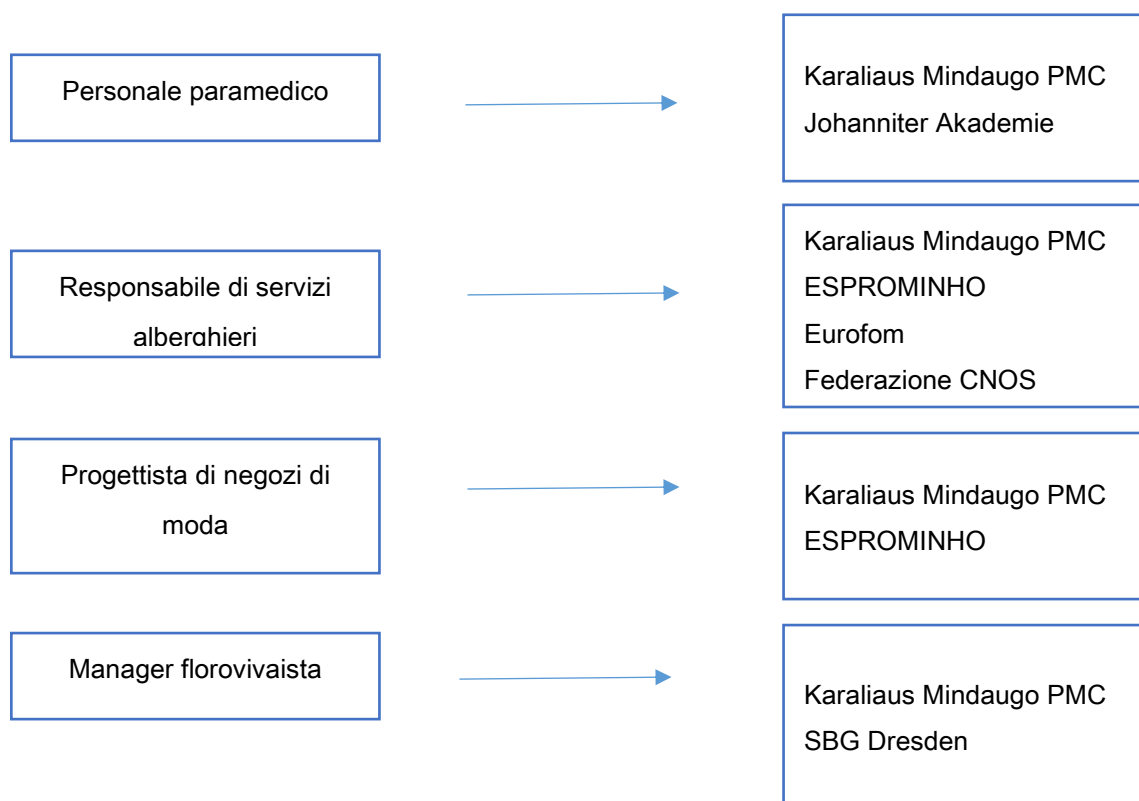 Personale paramedico
Karaliaus Mindaugo PMC
Johanniter Akademie
Responsabile di servizi
alberghieri
Karaliaus Mindaugo PMC
ESPROMINHO
Eurofom
Federazione CNOS
Progettista di negozi di
moda
Karaliaus Mindaugo PMC
ESPROMINHO
Manager florovivaista
Karaliaus Mindaugo PMC
SBG Dresden